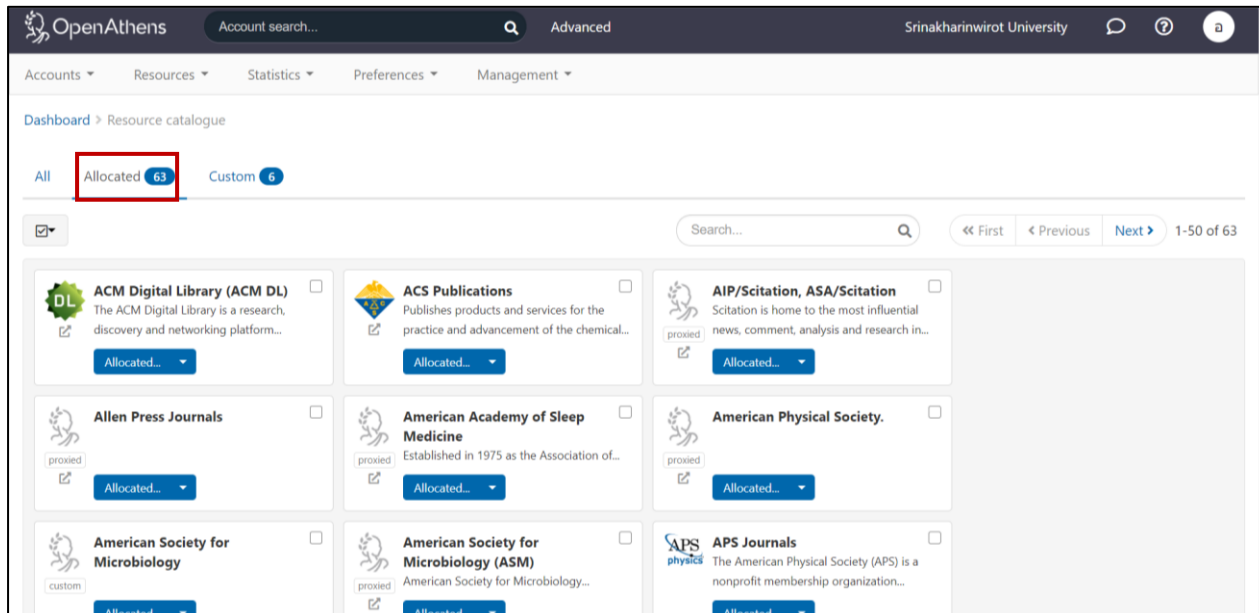 OpenAthens Account search... Advanced Srinakharinwirot University อ
Accounts Resources Statistics Preferences Management
Dashboard > Resource catalogue
All Allocated 63 Custom 6
Search... « First < Previous Next > 1-50 of 63
DL
ACM Digital Library (ACM DL)
The ACM Digital Library is a research,
discovery and networking platform...
Allocated...
ACS Publications
Publishes products and services for the
practice and advancement of the chemical...
Allocated...
AIP/Scitation, ASA/Scitation
Scitation is home to the most influential
news, comment, analysis and research in...
proxied
Allocated...
Allen Press Journals
proxied
Allocated...
American Academy of Sleep
Medicine
Established in 1975 as the Association of...
proxied
Allocated...
American Physical Society.
proxied
Allocated...
American Society for
Microbiology
custom
Allocated...
American Society for
Microbiology (ASM)
American Society for Microbiology...
proxied
Allocated...
APS
physics
APS Journals
The American Physical Society (APS) is a
nonprofit membership organization...
Allocated...